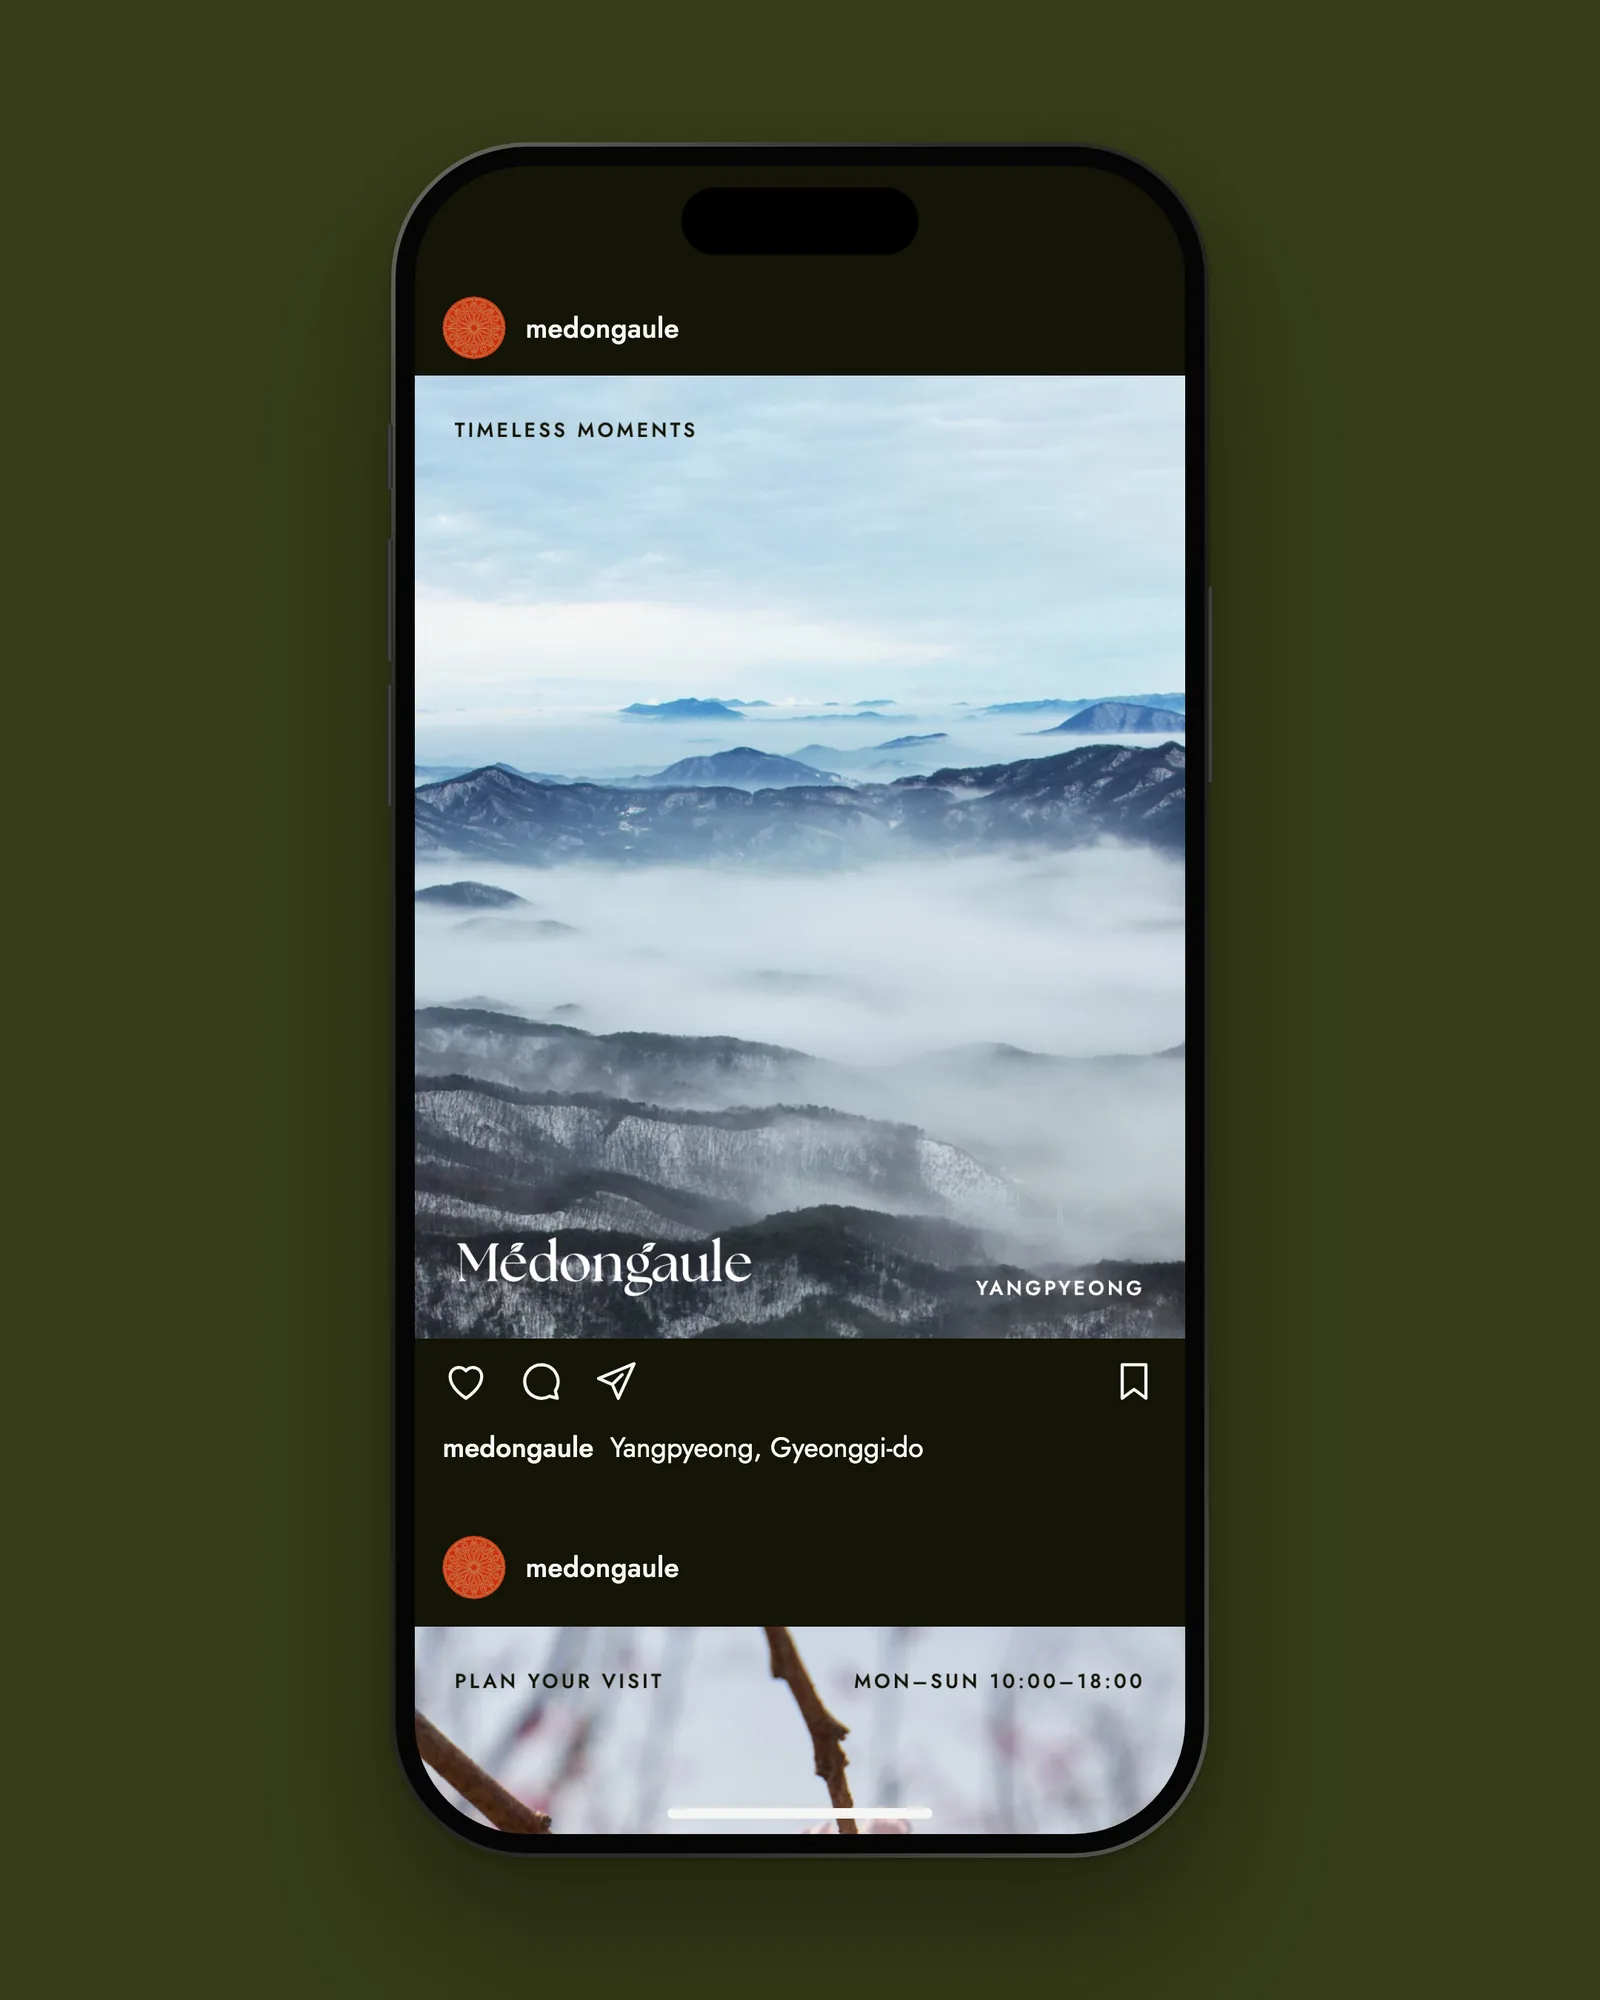 medongaule
TIMELESS MOMENTS
Médongaule
YANGPYEONG
medongaule Yangpyeong, Gyeonggi-do
medongaule
PLAN YOUR VISIT
MON–SUN 10:00–18:00